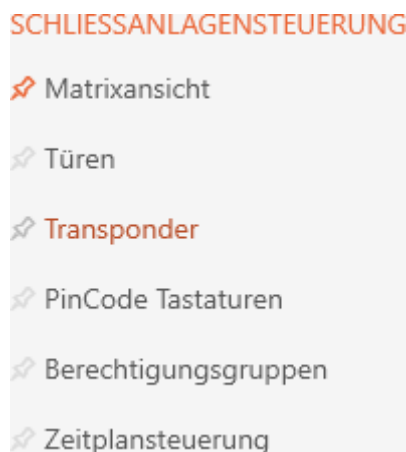 SCHLIESSANLAGENSTEUERUNG
Matrixansicht
Türen
Transponder
PinCode Tastaturen
Berechtigungsgruppen
Zeitplansteuerung